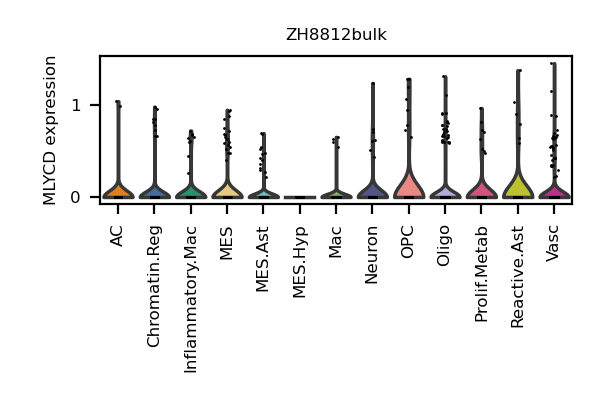 ZH8812bulk
MLYCD expression
1
0
AC
Chromatin.Reg
Inflammatory.Mac
MES
MES.Ast
MES.Hyp
Mac
Neuron
OPC
Oligo
Prolif.Metab
Reactive.Ast
Vasc